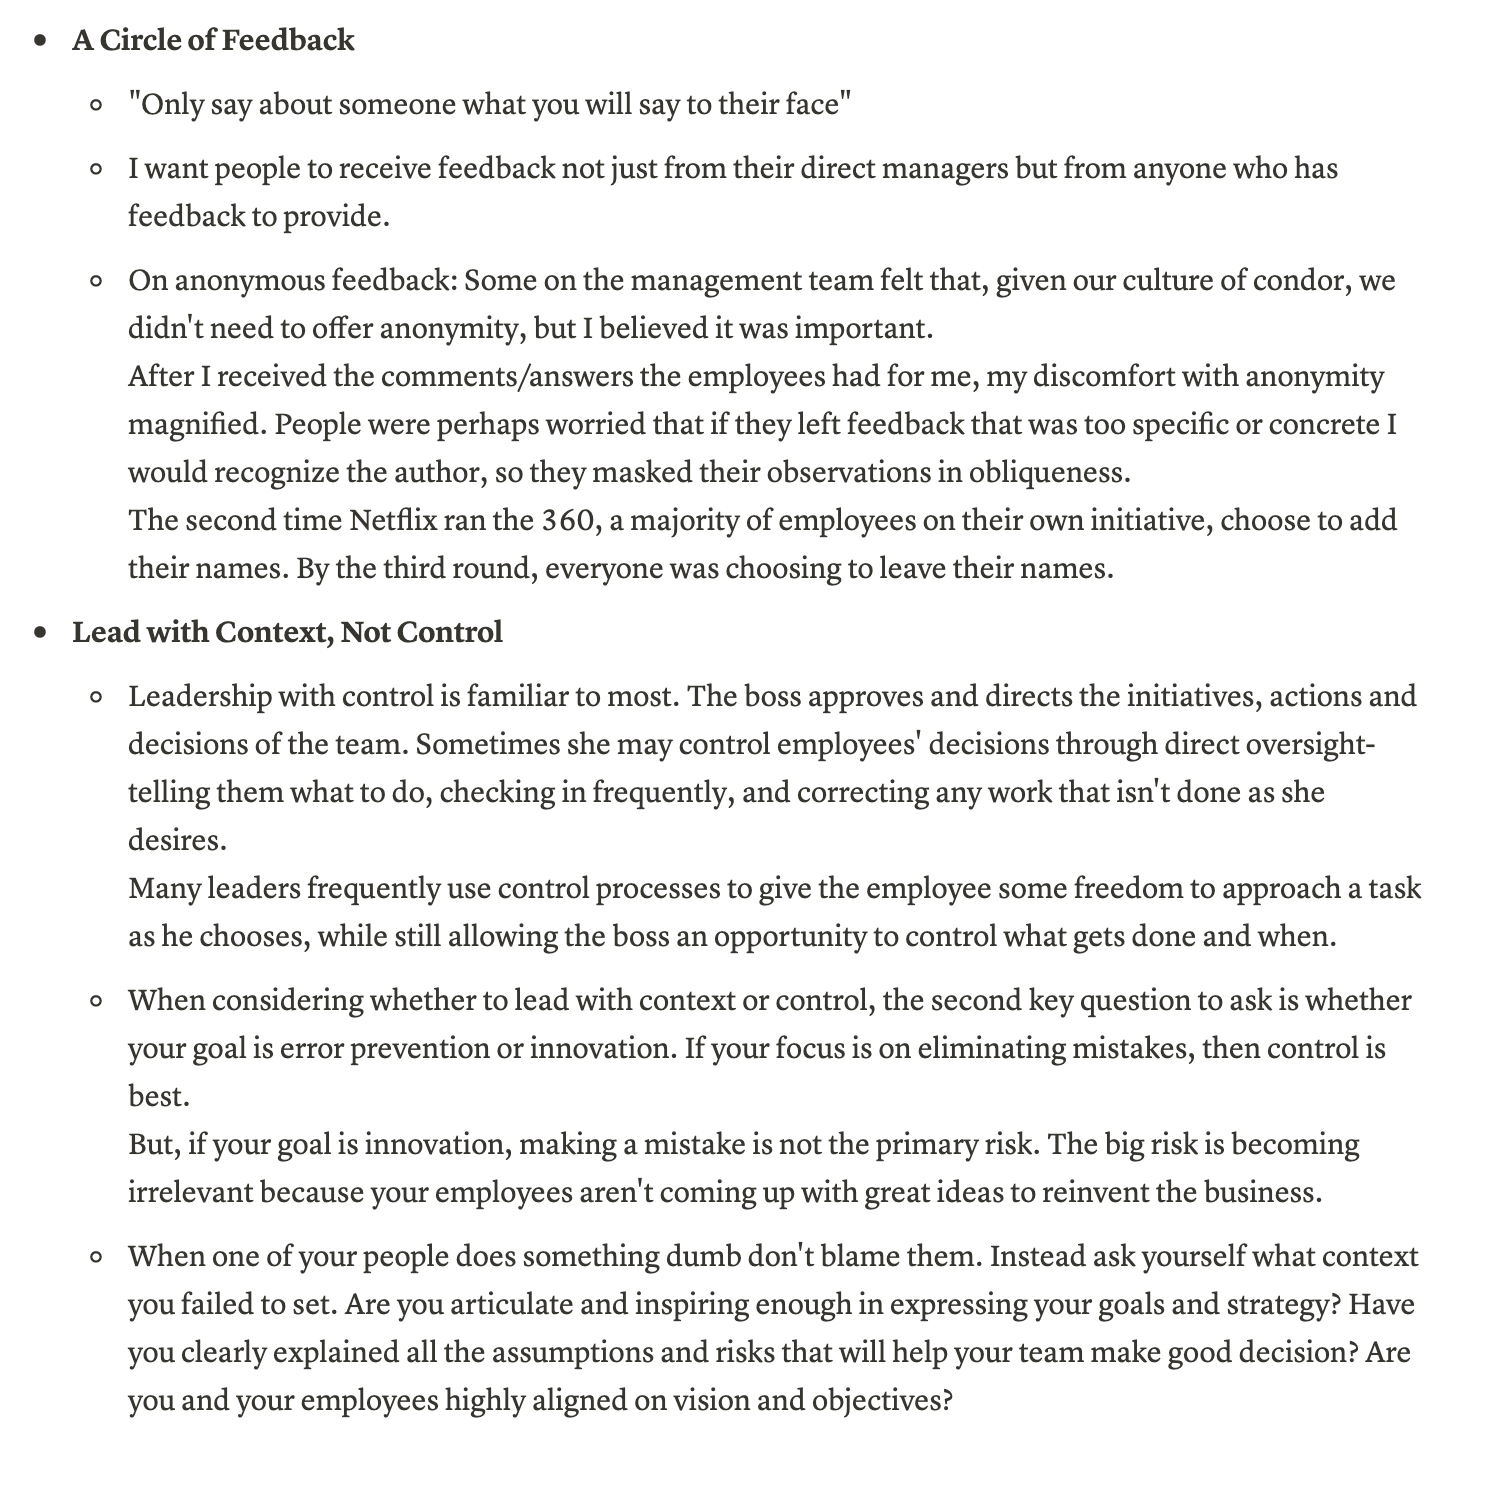 A Circle of Feedback
"Only say about someone what you will say to their face"
I want people to receive feedback not just from their direct managers but from anyone who has
feedback to provide.
On anonymous feedback: Some on the management team felt that, given our culture of condor, we
didn't need to offer anonymity, but I believed it was important.
After I received the comments/answers the employees had for me, my discomfort with anonymity
magnified. People were perhaps worried that if they left feedback that was too specific or concrete I
would recognize the author, so they masked their observations in obliqueness.
The second time Netflix ran the 360, a majority of employees on their own initiative, choose to add
their names. By the third round, everyone was choosing to leave their names.
Lead with Context, Not Control
Leadership with control is familiar to most. The boss approves and directs the initiatives, actions and
decisions of the team. Sometimes she may control employees' decisions through direct oversight-
telling them what to do, checking in frequently, and correcting any work that isn't done as she
desires.
Many leaders frequently use control processes to give the employee some freedom to approach a task
as he chooses, while still allowing the boss an opportunity to control what gets done and when.
When considering whether to lead with context or control, the second key question to ask is whether
your goal is error prevention or innovation. If your focus is on eliminating mistakes, then control is
best.
But, if your goal is innovation, making a mistake is not the primary risk. The big risk is becoming
irrelevant because your employees aren't coming up with great ideas to reinvent the business.
When one of your people does something dumb don't blame them. Instead ask yourself what context
you failed to set. Are you articulate and inspiring enough in expressing your goals and strategy? Have
you clearly explained all the assumptions and risks that will help your team make good decision? Are
you and your employees highly aligned on vision and objectives?